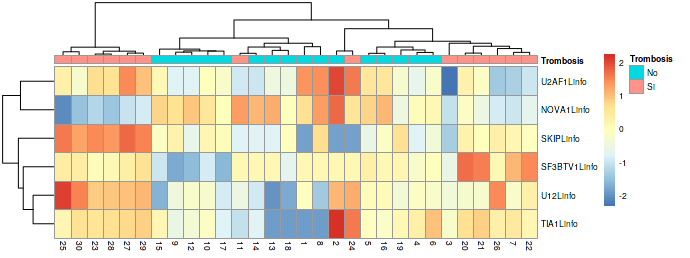 Trombosis
Trombosis
No
Si
U2AF1Linfo
NOVA1Linfo
SKIPLinfo
SF3BTV1Linfo
U12Linfo
TIA1Linfo
2
1
0
-1
-2
25 30 23 28 27 29 15 9 12 10 17 11 14 13 18 1 8 2 24 5 16 19 4 6 3 20 21 26 7 22